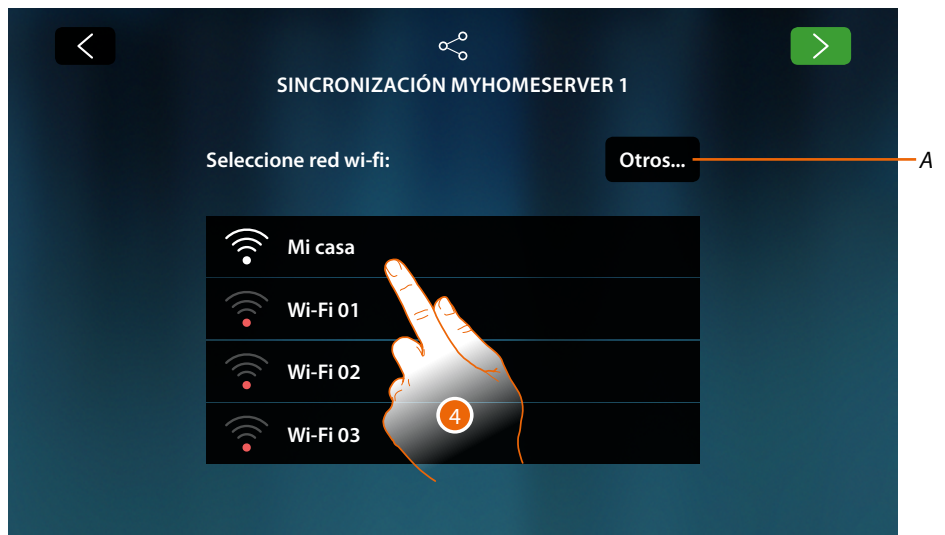 SINCRONIZACIÓN MYHOMESERVER 1
Seleccione red wi-fi:
Otros...
A
Mi casa
Wi-Fi 01
Wi-Fi 02
4
Wi-Fi 03